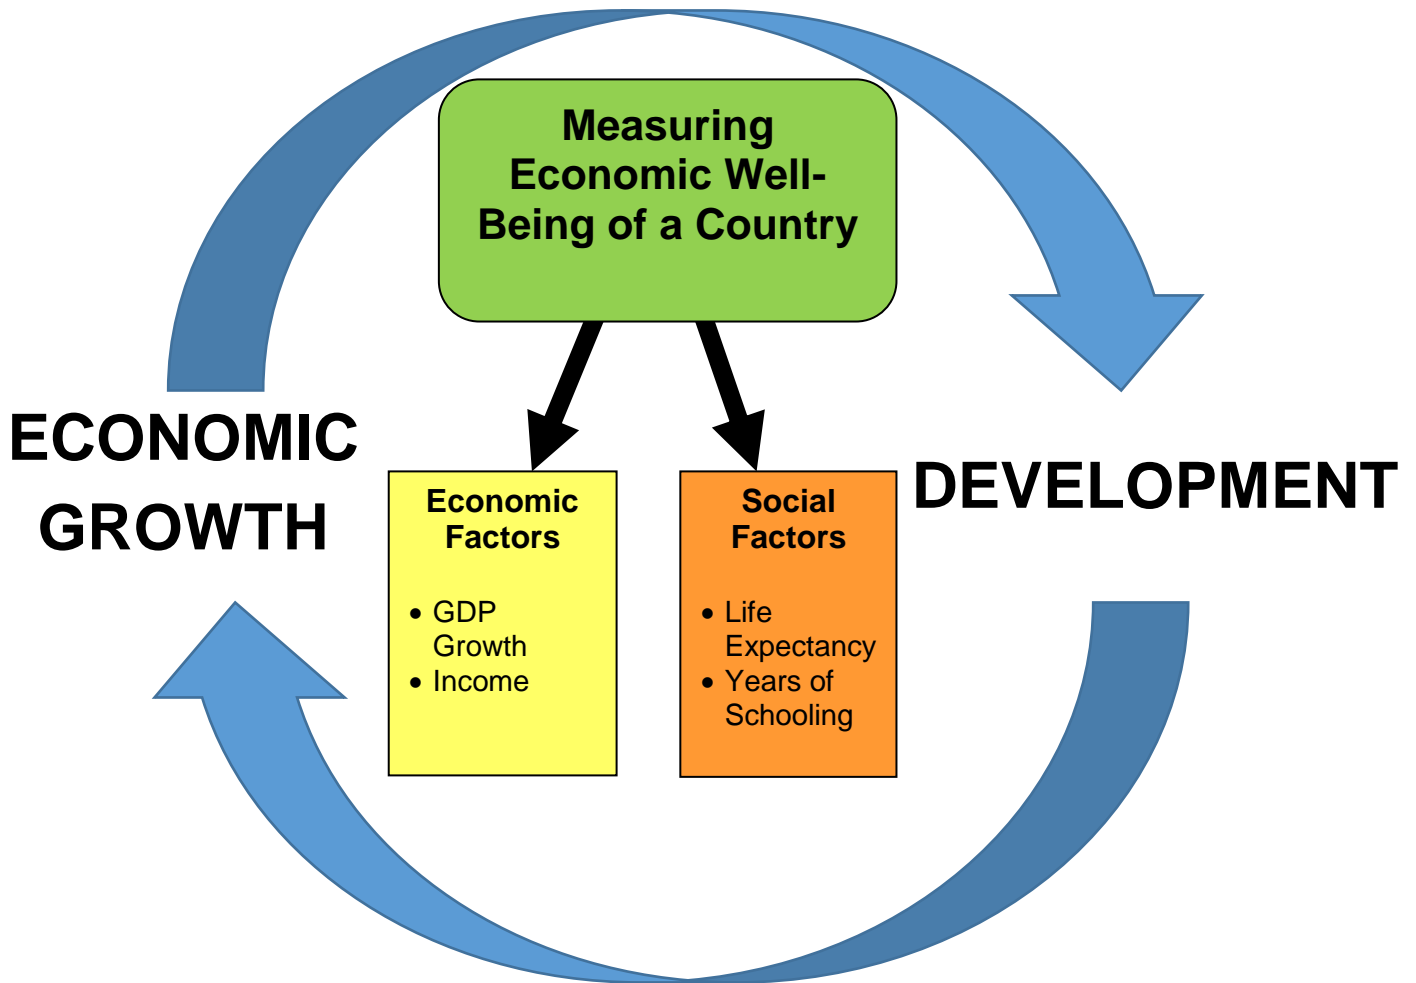 Measuring
Economic Well-
Being of a Country
ECONOMIC
GROWTH
Economic
Factors
• GDP
Growth
• Income
Social
Factors
• Life
Expectancy
• Years of
Schooling
DEVELOPMENT